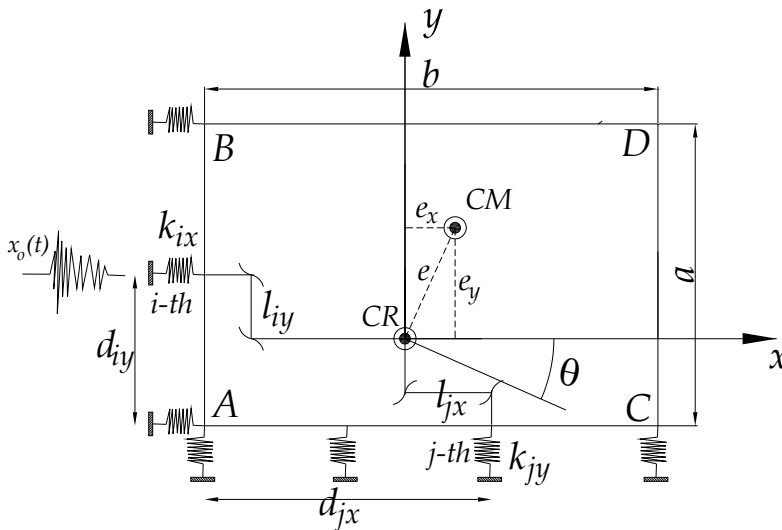 y
b
B
D
CM
e_x
k_ix
x_o(t)
e
e_y
a
i-th
l_iy
CR
d_iy
x
θ
l_jx
A
C
j-th
k_jy
d_jx